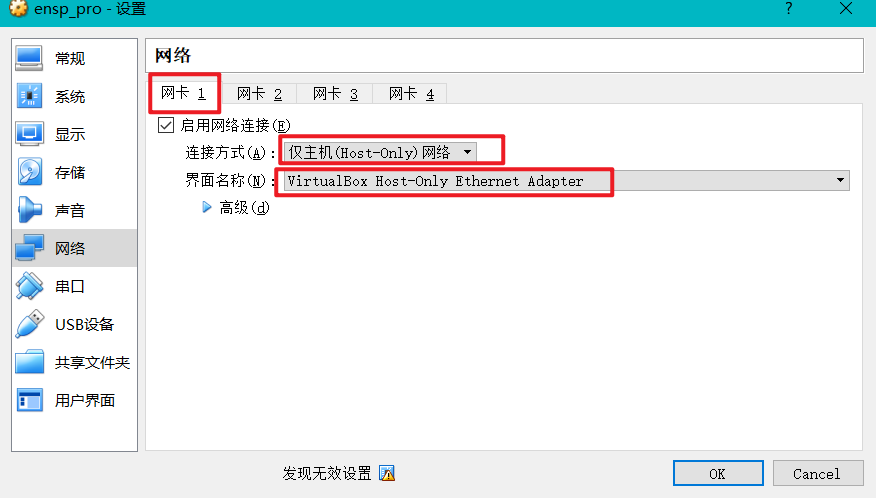 ensp_pro - 设置
?
常规
系统
显示
存储
声音
网络
串口
USB设备
共享文件夹
用户界面
网络
网卡 1 网卡 2 网卡 3 网卡 4
启用网络连接(E)
连接方式(A): 仅主机(Host-Only)网络
界面名称(N): VirtualBox Host-Only Ethernet Adapter
高级(d)
发现无效设置
OK Cancel